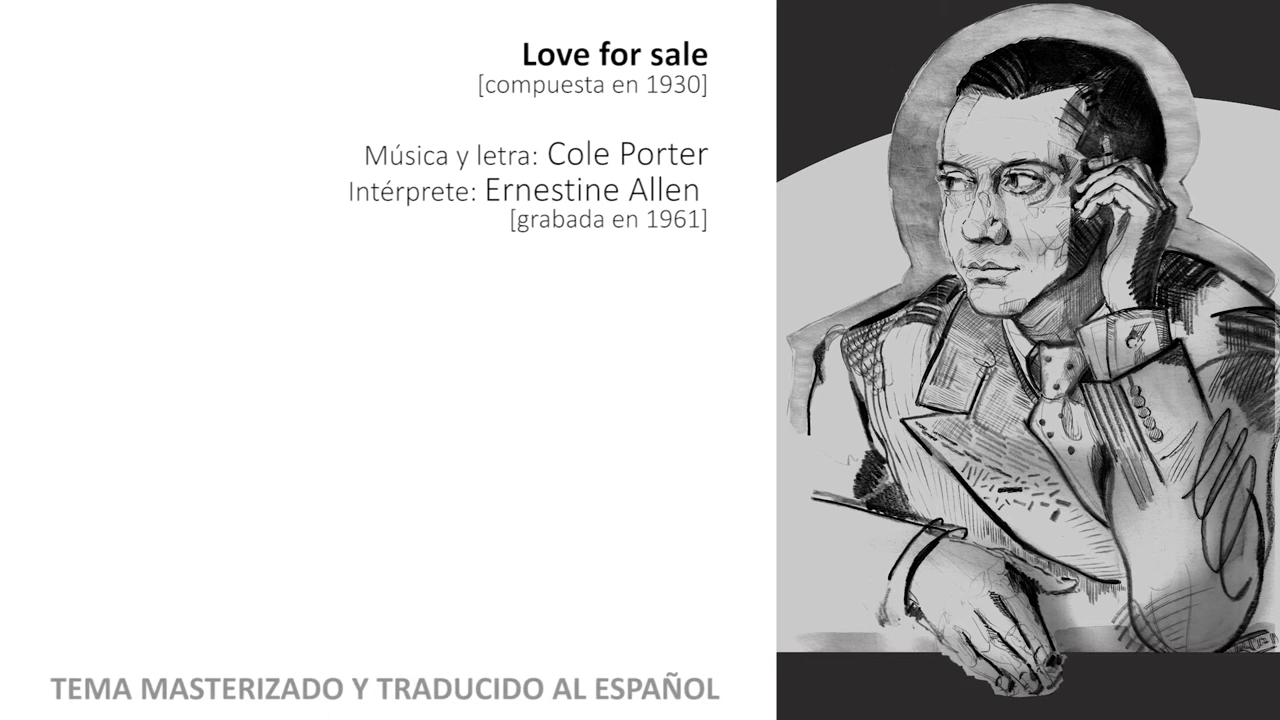 Love for sale
[compuesta en 1930]
Música y letra: Cole Porter
Intérprete: Ernestine Allen
[grabada en 1961]
TEMA MASTERIZADO Y TRADUCIDO AL ESPAÑOL